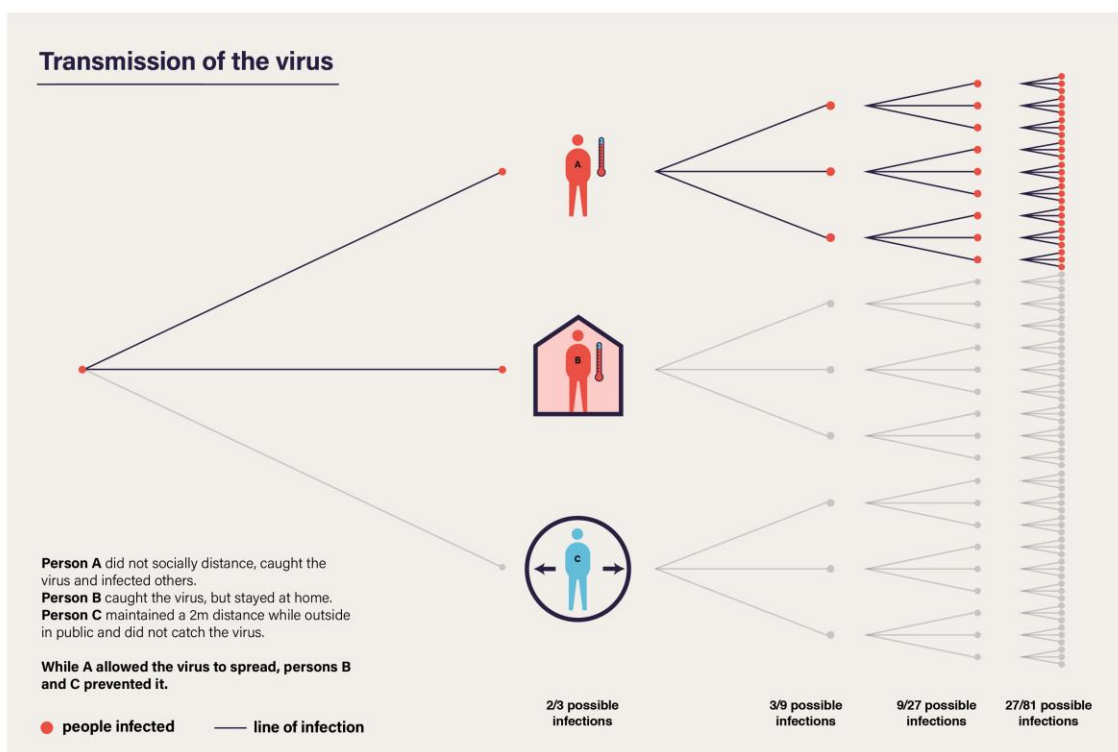 Transmission of the virus
A
B
C
Person A did not socially distance, caught the
virus and infected others.
Person B caught the virus, but stayed at home.
Person C maintained a 2m distance while outside
in public and did not catch the virus.
While A allowed the virus to spread, persons B
and C prevented it.
people infected
line of infection
2/3 possible
infections
3/9 possible
infections
9/27 possible
infections
27/81 possible
infections